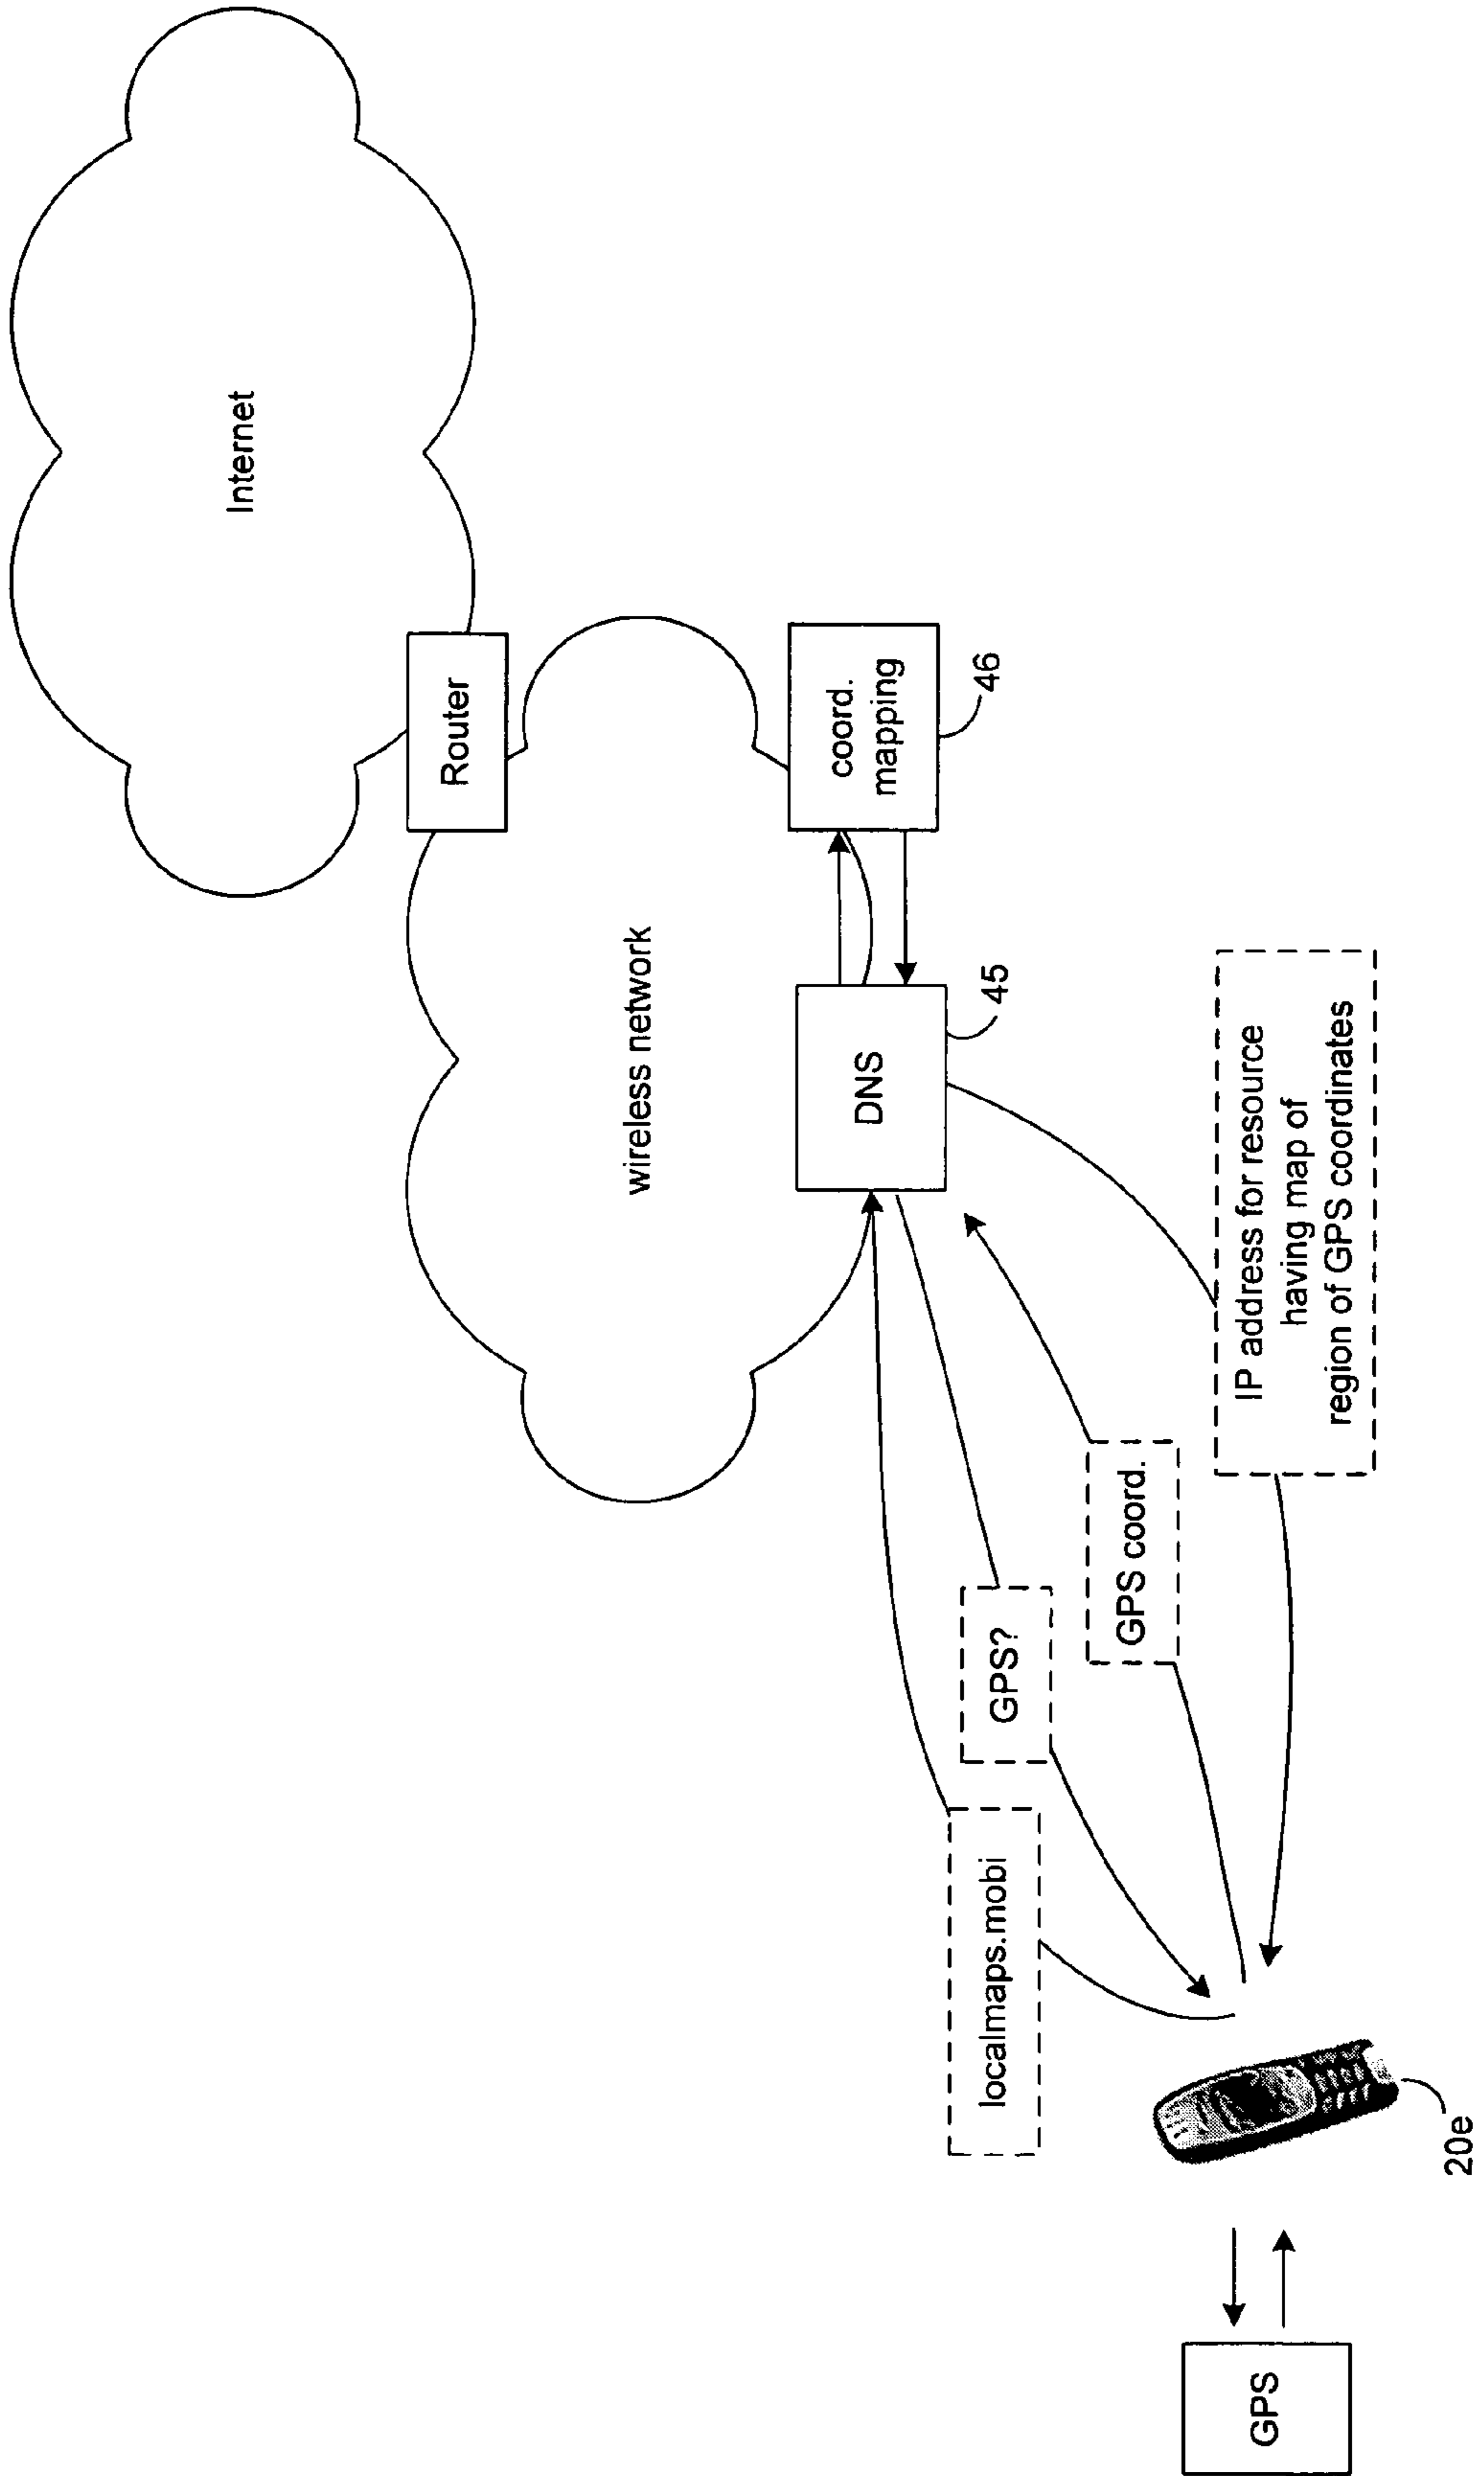 Internet
Router
wireless network
coord.
mapping
46
DNS
45
IP address for resource
having map of
region of GPS coordinates
GPS coord.
GPS?
localmaps.mobi
20e
GPS